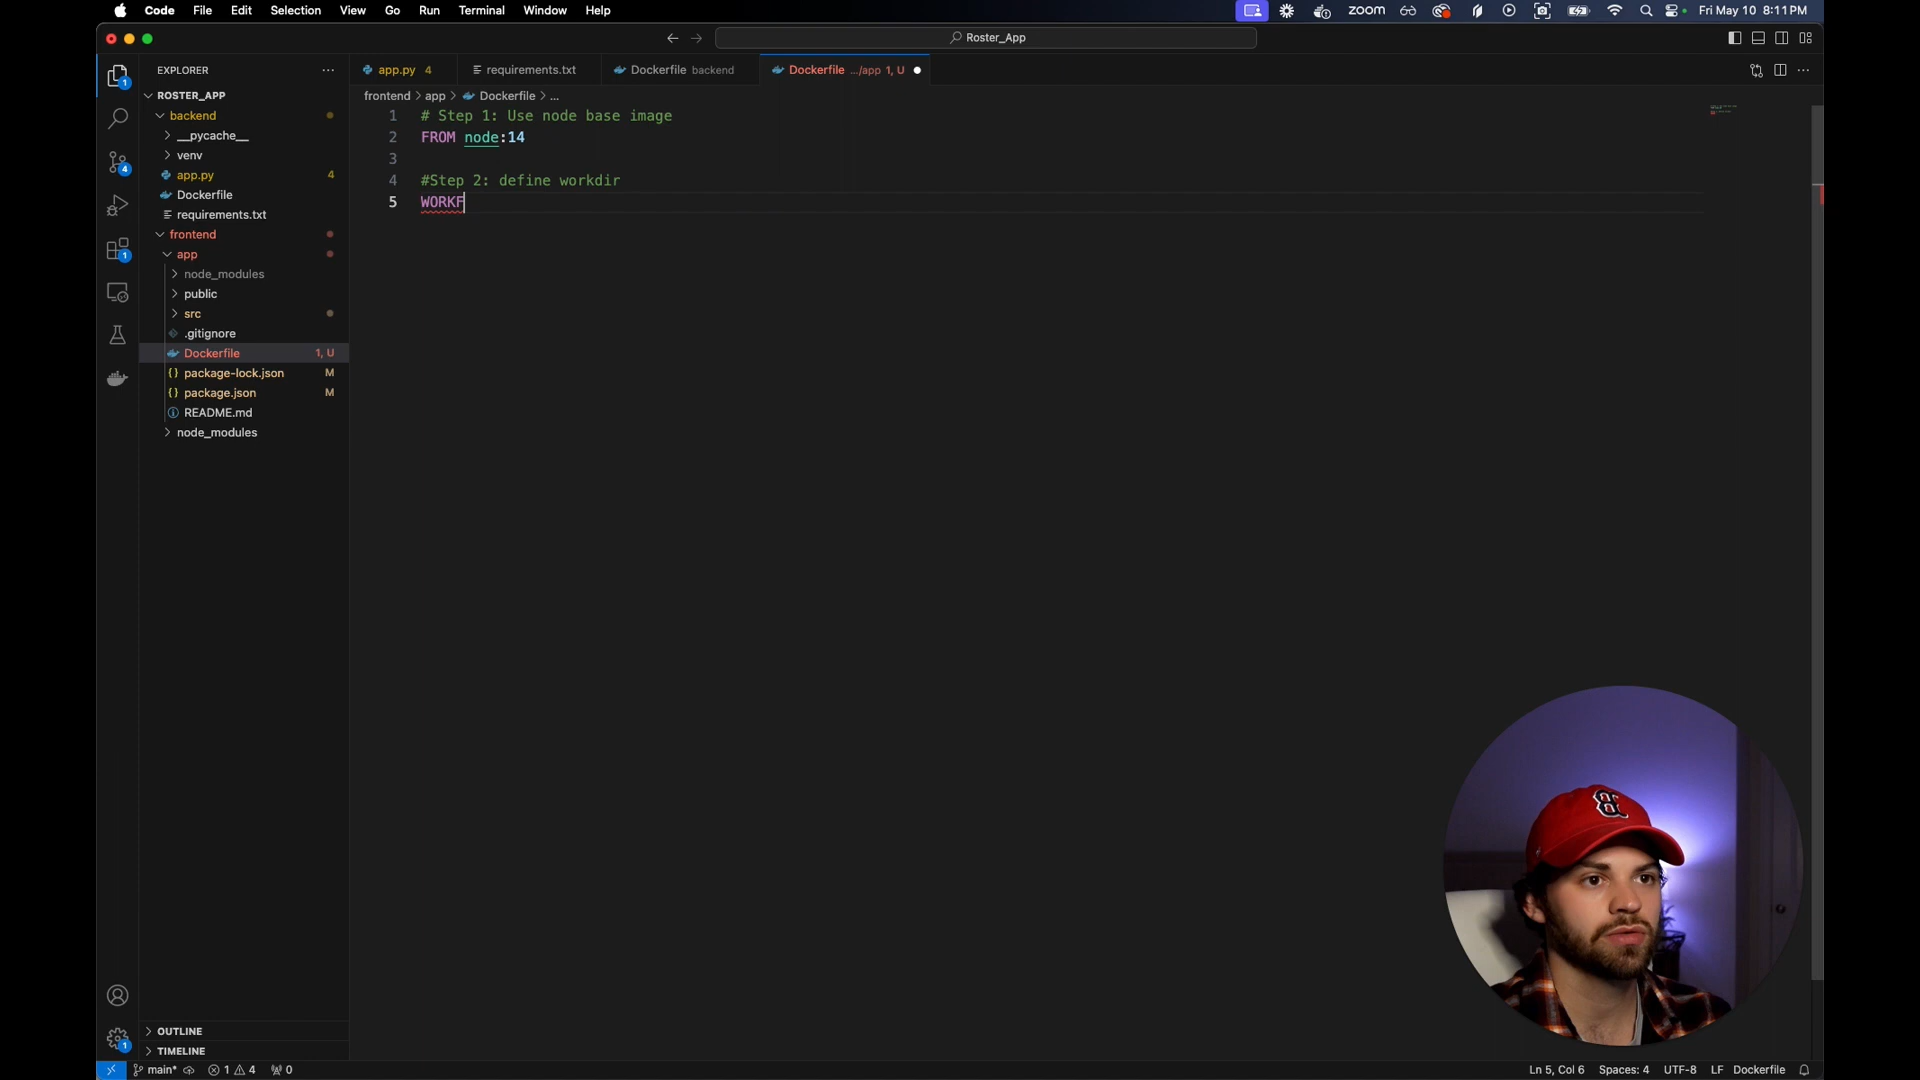 Code File Edit Selection View Go Run Terminal Window Help zoom Fri May 10 8:11 PM
Roster_App
EXPLORER
app.py 4 requirements.txt Dockerfile backend Dockerfile .../app 1, U
ROSTER_APP
frontend > app > Dockerfile > ...
backend
__pycache__
venv
app.py 4
Dockerfile
requirements.txt
frontend
app
node_modules
public
src
.gitignore
Dockerfile 1, U
package-lock.json M
package.json M
README.md
node_modules
1 # Step 1: Use node base image
2 FROM node:14
3
4 #Step 2: define workdir
5 WORKF
1
4
1
1
OUTLINE
TIMELINE
main* 1 4 0 Ln 5, Col 6 Spaces: 4 UTF-8 LF Dockerfile